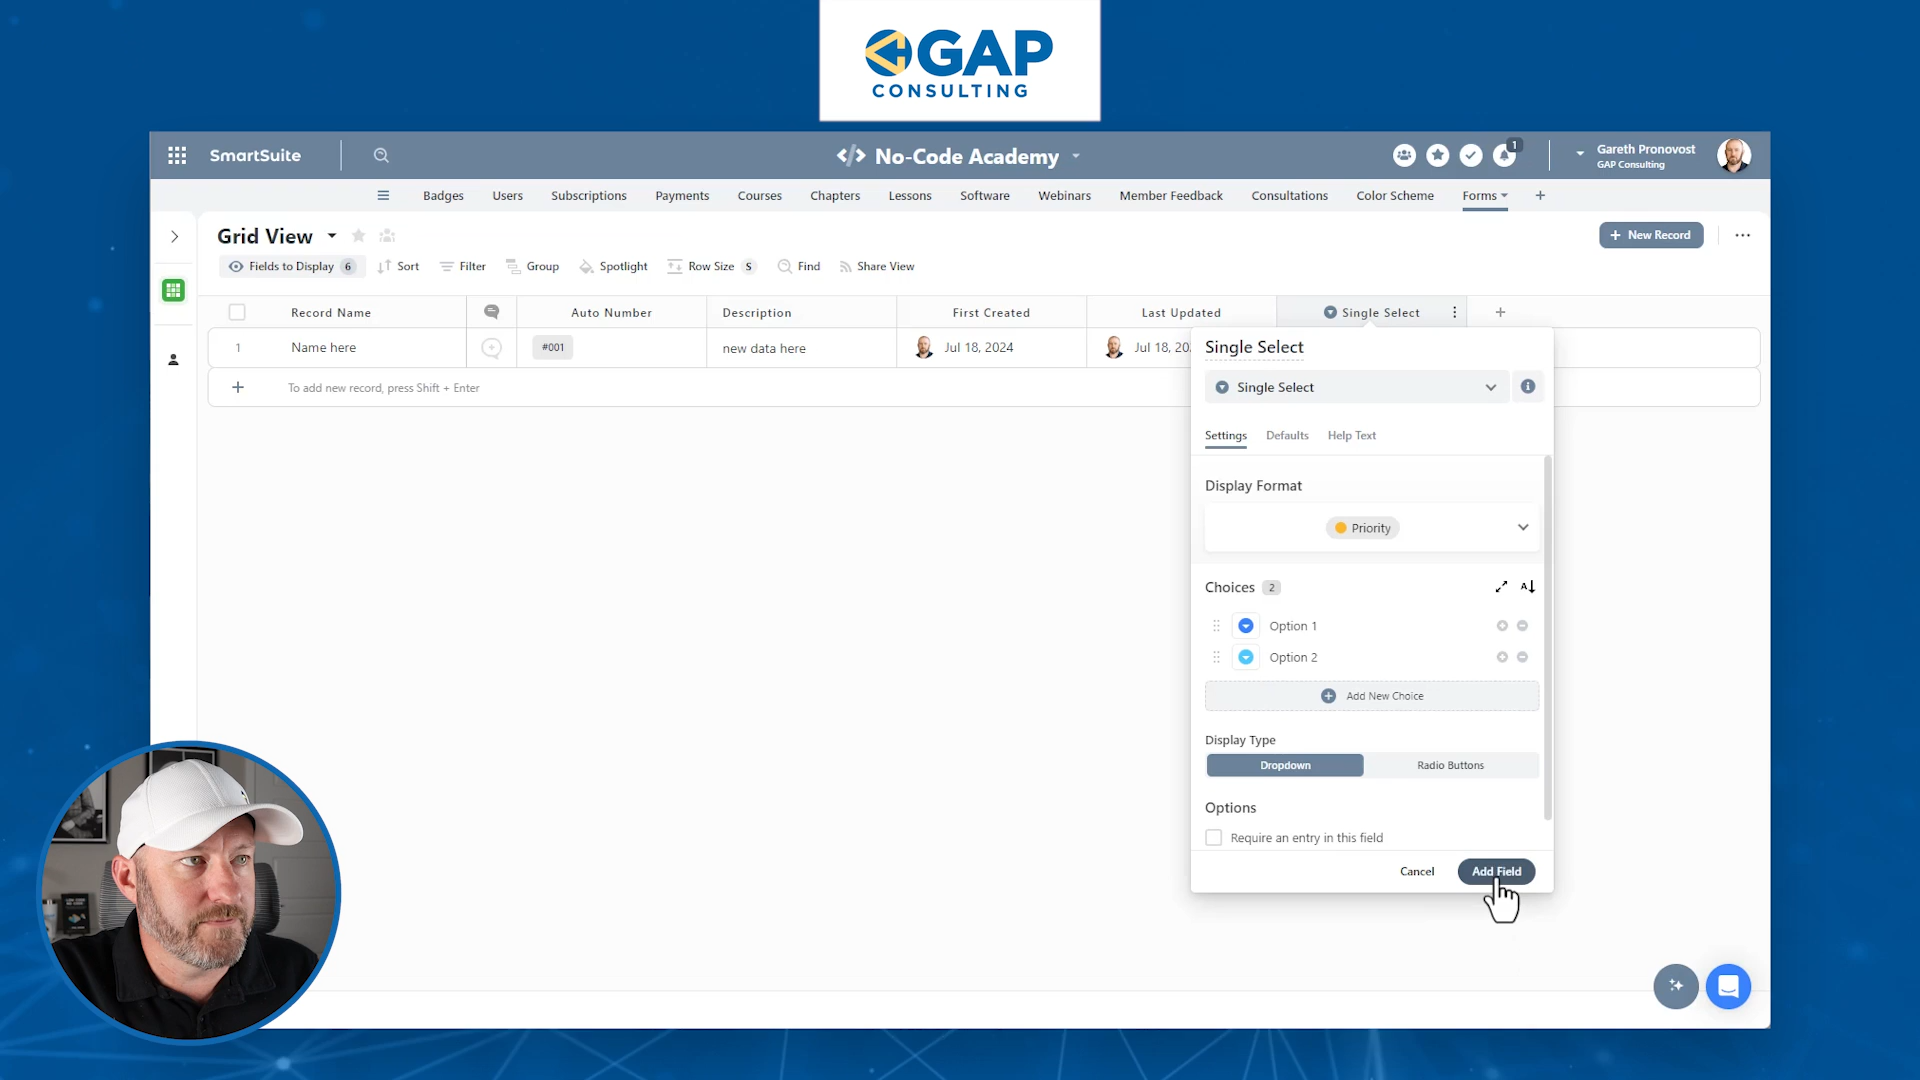 GAP
CONSULTING
SmartSuite
No-Code Academy
1
Gareth Pronovost
GAP Consulting
Badges
Users
Subscriptions
Payments
Courses
Chapters
Lessons
Software
Webinars
Member Feedback
Consultations
Color Scheme
Forms
Grid View
New Record
Fields to Display 6
Sort
Filter
Group
Spotlight
Row Size S
Find
Share View
Record Name
Auto Number
Description
First Created
Last Updated
Single Select
1
Name here
#001
new data here
Jul 18, 2024
Jul 18, 20
To add new record, press Shift + Enter
Single Select
Single Select
Settings
Defaults
Help Text
Display Format
Priority
Choices 2
Option 1
Option 2
Add New Choice
Display Type
Dropdown
Radio Buttons
Options
Require an entry in this field
Cancel
Add Field